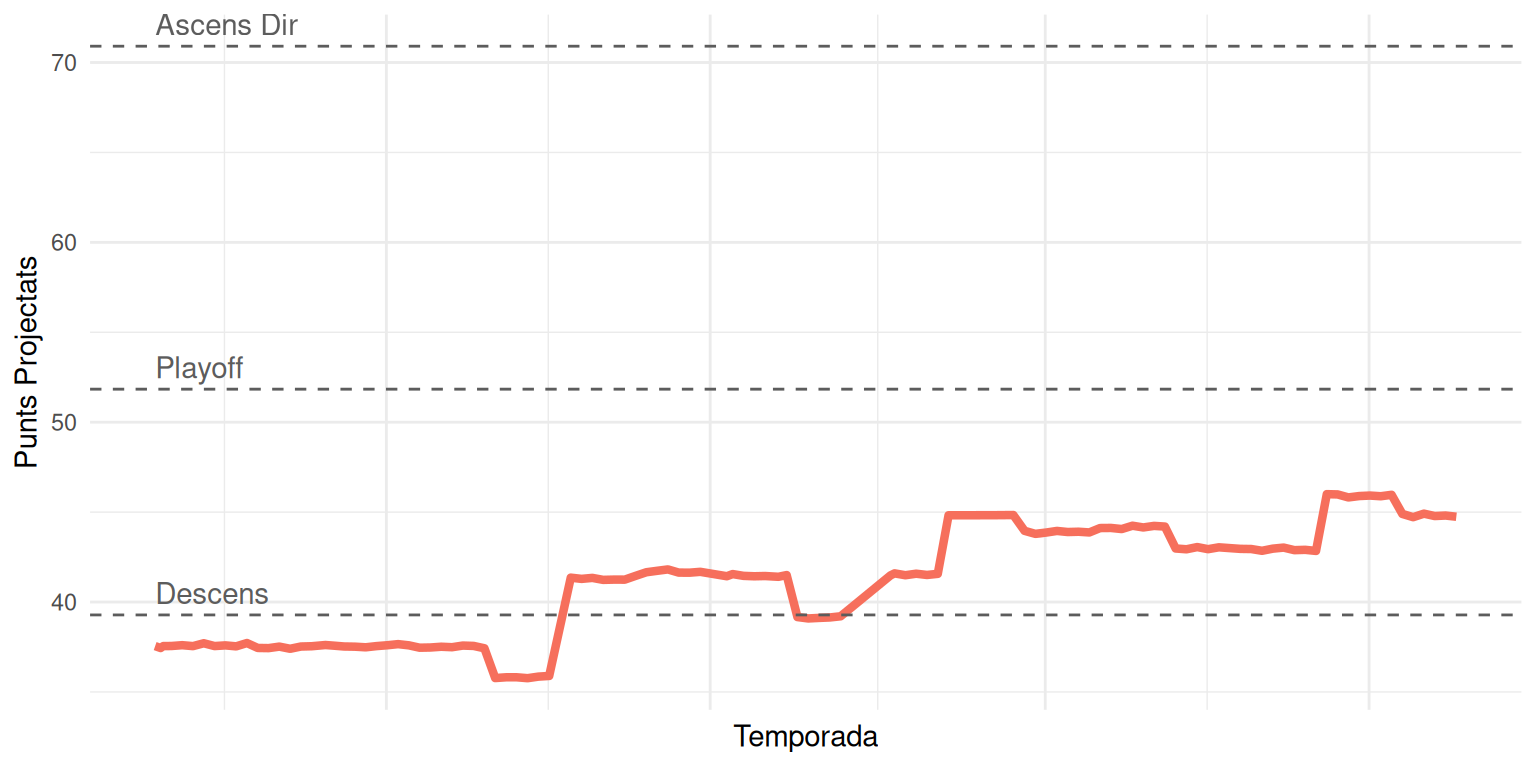 Ascens Dir
70
60
Playoff
50
Descens
40
Punts Projectats
Temporada